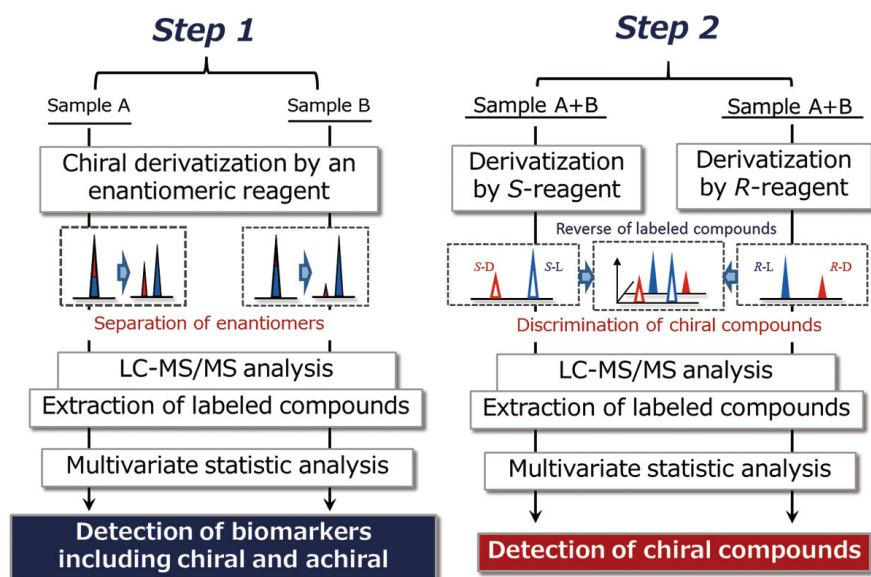 Step 1
Sample A
Sample B
Chiral derivatization by an
enantiomeric reagent
Separation of enantiomers
LC-MS/MS analysis
Extraction of labeled compounds
Multivariate statistic analysis
Detection of biomarkers
including chiral and achiral
Step 2
Sample A+B
Sample A+B
Derivatization
by S-reagent
Derivatization
by R-reagent
Reverse of labeled compounds
S-D
S-L
R-L
R-D
Discrimination of chiral compounds
LC-MS/MS analysis
Extraction of labeled compounds
Multivariate statistic analysis
Detection of chiral compounds